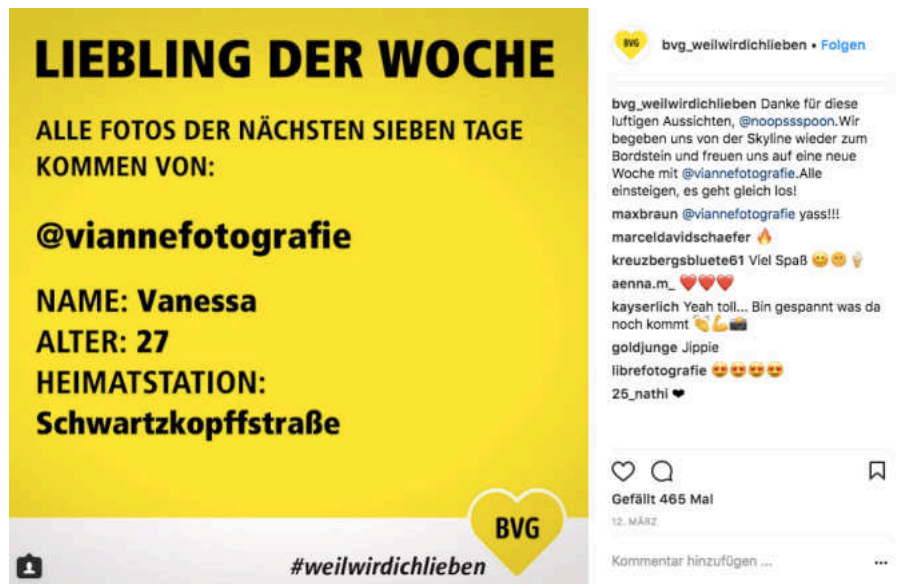 LIEBLING DER WOCHE
ALLE FOTOS DER NÄCHSTEN SIEBEN TAGE
KOMMEN VON:
@viannefotografie
NAME: Vanessa
ALTER: 27
HEIMATSTATION:
Schwartzkopffstraße
BVG
#weilwirdichlieben
BVG
bvg_weilwirdichlieben • Folgen
bvg_weilwirdichlieben Danke für diese
luftigen Aussichten, @noopssspoon.Wir
begeben uns von der Skyline wieder zum
Bordstein und freuen uns auf eine neue
Woche mit @viannefotografie.Alle
einsteigen, es geht gleich los!
maxbraun @viannefotografie yass!!!
marceldavidschaefer 🔥
kreuzbergsbluete61 Viel Spaß 😊😁🍦
aenna.m_ ❤️❤️❤️
kayserlich Yeah toll... Bin gespannt was da
noch kommt 👏💪📸
goldjunge Jippie
librefotografie 😍😍😍😍
25_nathi ❤
Gefällt 465 Mal
12. MÄRZ
Kommentar hinzufügen ...